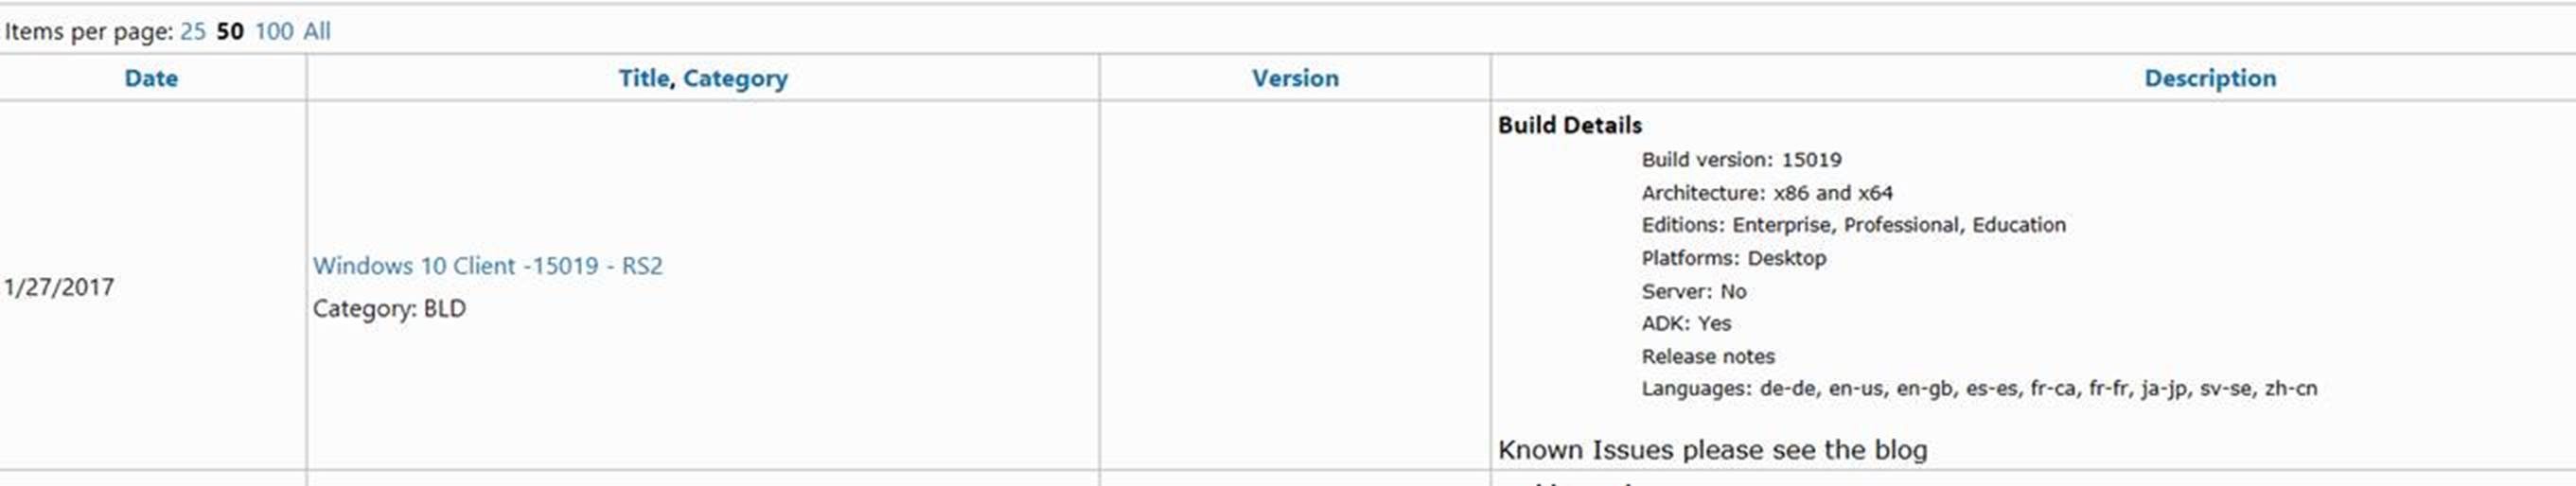 Items per page: 25 50 100 All
Date
Title, Category
Version
Description
1/27/2017
Windows 10 Client -15019 - RS2
Category: BLD
Build Details
Build version: 15019
Architecture: x86 and x64
Editions: Enterprise, Professional, Education
Platforms: Desktop
Server: No
ADK: Yes
Release notes
Languages: de-de, en-us, en-gb, es-es, fr-ca, fr-fr, ja-jp, sv-se, zh-cn
Known Issues please see the blog